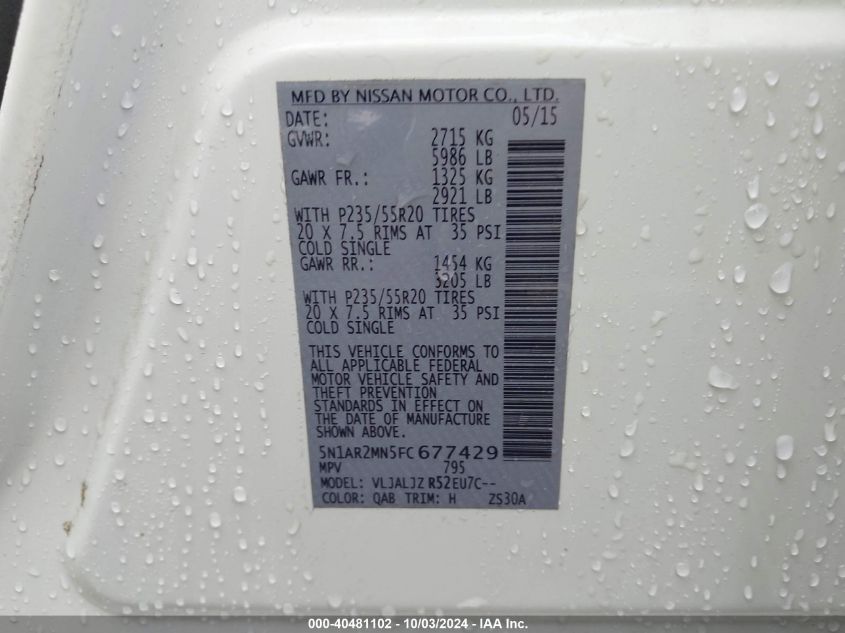 MFD BY NISSAN MOTOR CO., LTD.
DATE: 05/15
GVWR: 2715 KG
5986 LB
GAWR FR.: 1325 KG
2921 LB
WITH P235/55R20 TIRES
20 X 7.5 RIMS AT 35 PSI
COLD SINGLE
GAWR RR.: 1454 KG
3205 LB
WITH P235/55R20 TIRES
20 X 7.5 RIMS AT 35 PSI
COLD SINGLE
THIS VEHICLE CONFORMS TO
ALL APPLICABLE FEDERAL
MOTOR VEHICLE SAFETY AND
THEFT PREVENTION
STANDARDS IN EFFECT ON
THE DATE OF MANUFACTURE
SHOWN ABOVE.
5N1AR2MN5FC677429
MPV 795
MODEL: VLJALJZ R52EU7C--
COLOR: QAB TRIM: H ZS30A
000-40481102 - 10/03/2024 - IAA Inc.